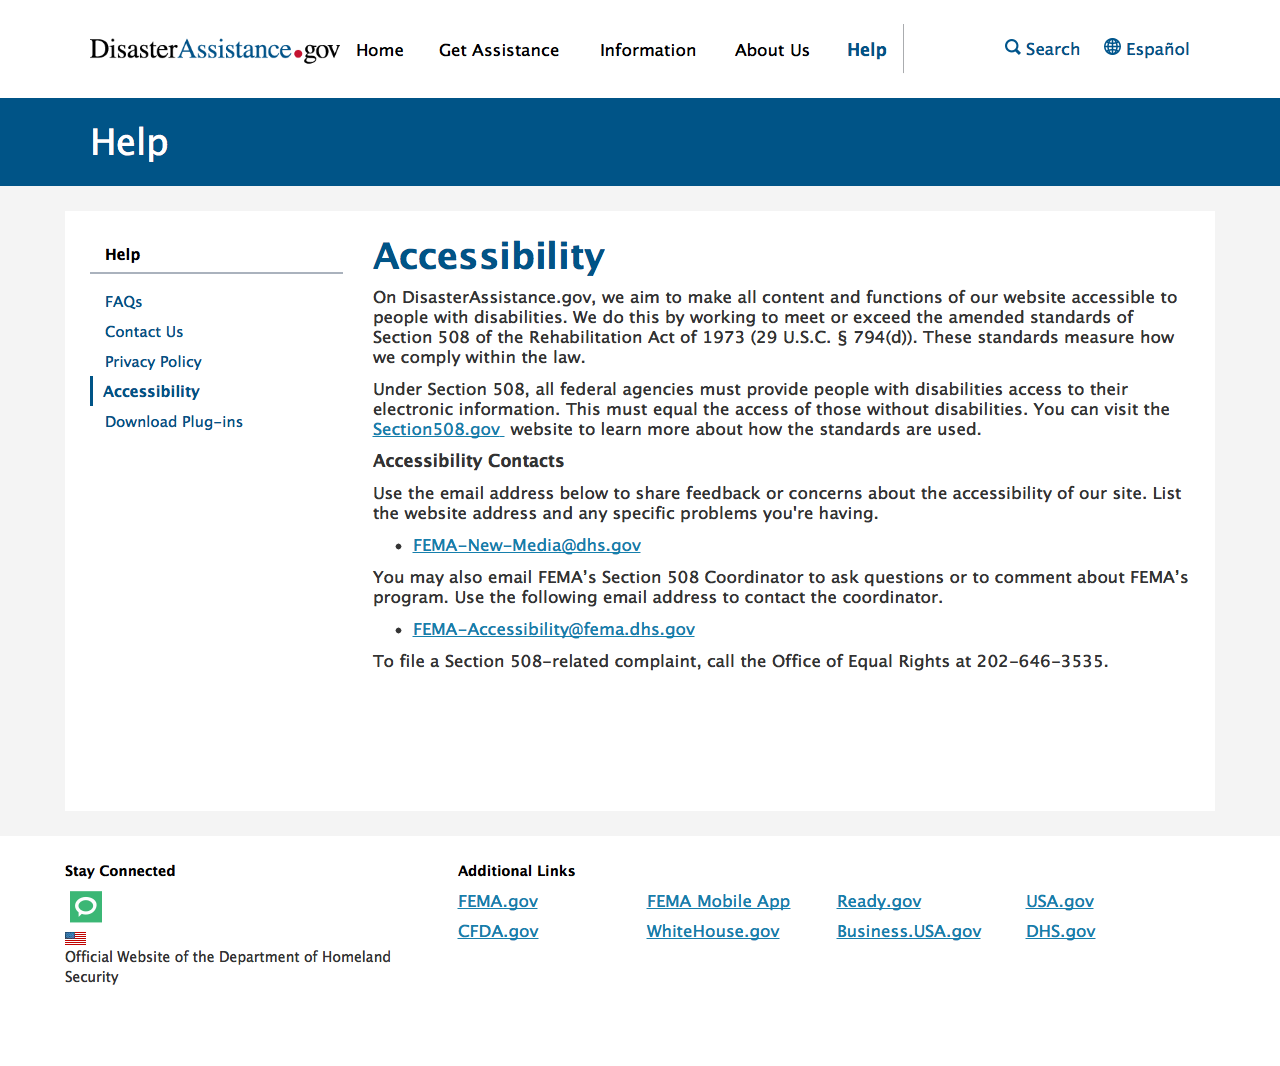 DisasterAssistance.gov Home Get Assistance Information About Us Help Search Español
Help
Help
FAQs
Contact Us
Privacy Policy
Accessibility
Download Plug-ins
Accessibility
On DisasterAssistance.gov, we aim to make all content and functions of our website accessible to
people with disabilities. We do this by working to meet or exceed the amended standards of
Section 508 of the Rehabilitation Act of 1973 (29 U.S.C. § 794(d)). These standards measure how
we comply within the law.
Under Section 508, all federal agencies must provide people with disabilities access to their
electronic information. This must equal the access of those without disabilities. You can visit the
Section508.gov website to learn more about how the standards are used.
Accessibility Contacts
Use the email address below to share feedback or concerns about the accessibility of our site. List
the website address and any specific problems you're having.
• FEMA-New-Media@dhs.gov
You may also email FEMA’s Section 508 Coordinator to ask questions or to comment about FEMA’s
program. Use the following email address to contact the coordinator.
• FEMA-Accessibility@fema.dhs.gov
To file a Section 508-related complaint, call the Office of Equal Rights at 202-646-3535.
Stay Connected
Official Website of the Department of Homeland
Security
Additional Links
FEMA.gov FEMA Mobile App Ready.gov USA.gov
CFDA.gov WhiteHouse.gov Business.USA.gov DHS.gov